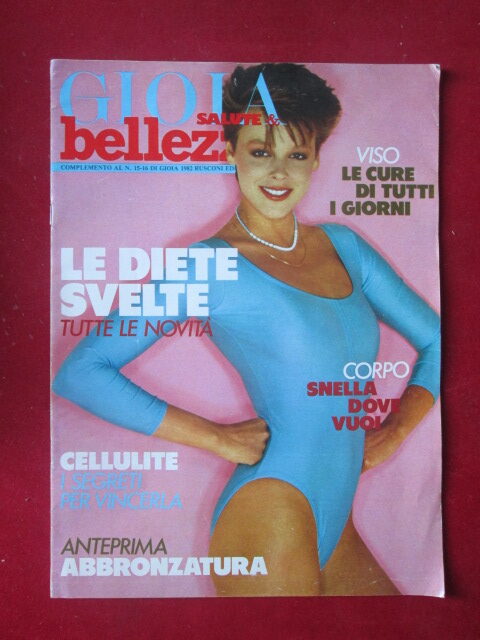 GIOIA
SALUTE &
bellezz
COMPLEMENTO AL N. 15-16 DI GIOIA 1982 RUSCONI ED
VISO
LE CURE
DI TUTTI
I GIORNI
LE DIETE
SVELTE
TUTTE LE NOVITÀ
CORPO
SNELLA
DOVE
VUOI
CELLULITE
I SEGRETI
PER VINCERLA
ANTEPRIMA
ABBRONZATURA